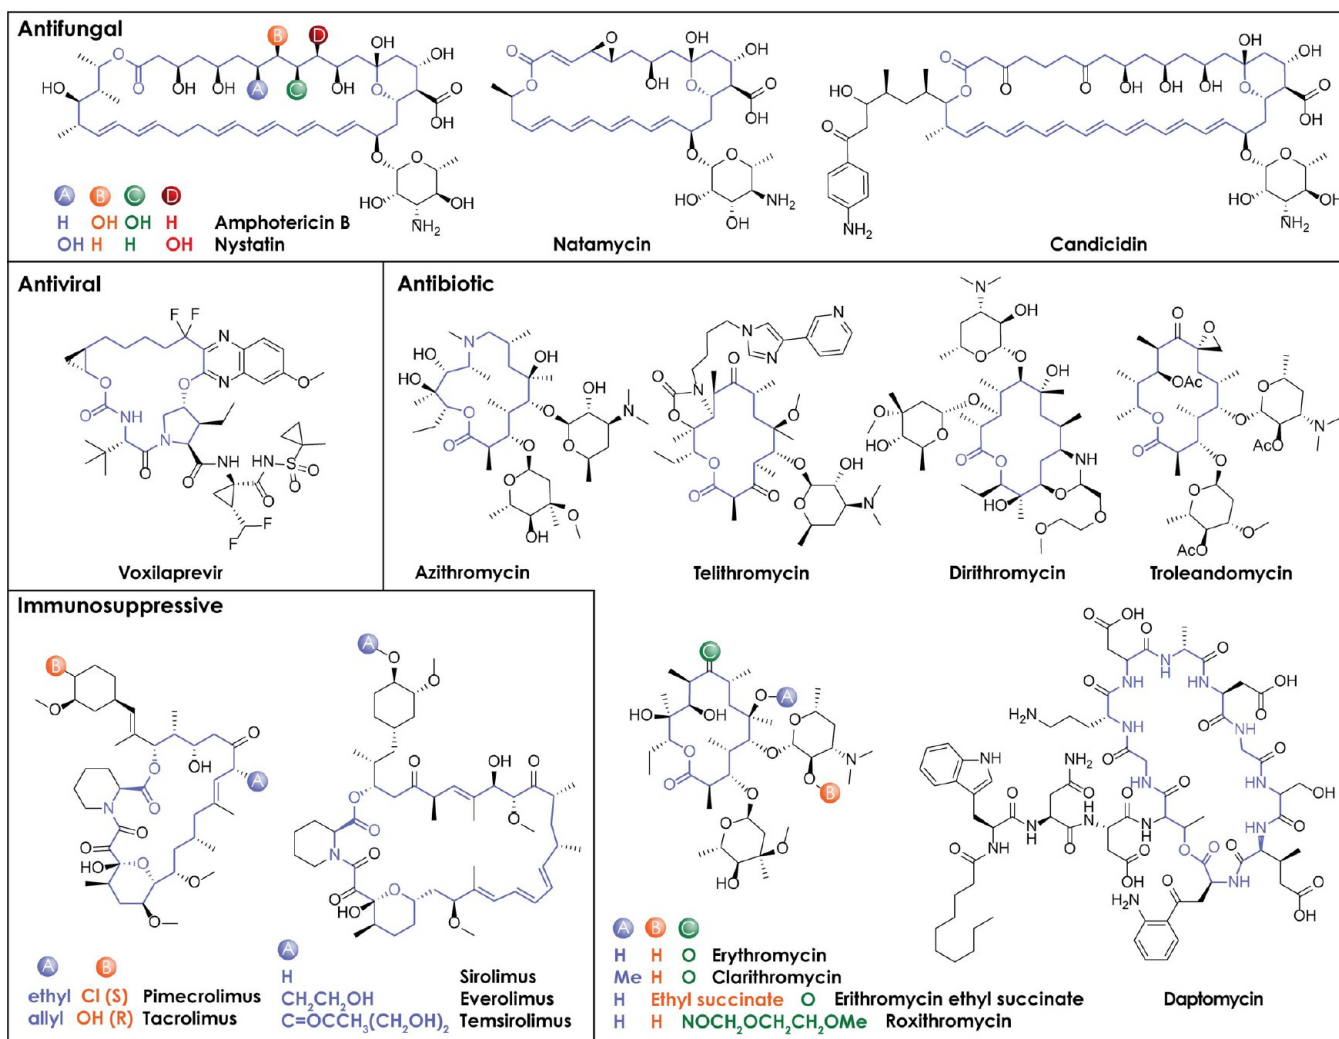 Antifungal
A B C D
H OH OH H Amphotericin B
OH H H OH Nystatin
Natamycin
Candicidin
Antiviral
Voxilaprevir
Antibiotic
Azithromycin
Telithromycin
Dirithromycin
Troleandomycin
Immunosuppressive
A B
ethyl Cl (S) Pimecrolimus
allyl OH (R) Tacrolimus
A
H Sirolimus
CH₂CH₂OH Everolimus
C=OCCH₃(CH₂OH)₂ Temsirolimus
A B C
H H O Erythromycin
Me H O Clarithromycin
H Ethyl succinate O Erithromycin ethyl succinate
H H NOCH₂OCH₂CH₂OMe Roxithromycin
Daptomycin